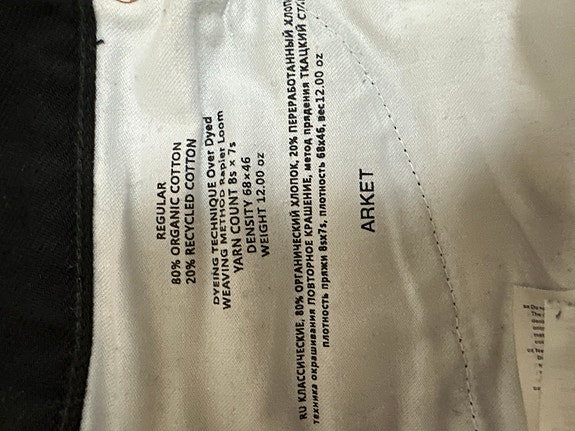 REGULAR
80% ORGANIC COTTON
20% RECYCLED COTTON
DYEING TECHNIQUE Over Dyed
WEAVING METHOD Rapier Loom
YARN COUNT 8s × 7s
DENSITY 68×46
WEIGHT 12.00 oz
RU КЛАССИЧЕСКИЕ, 80% ОРГАНИЧЕСКИЙ ХЛОПОК, 20% ПЕРЕРАБОТАННЫЙ
техника окрашивания ПОВТОРНОЕ КРАШЕНИЕ, метод прядения ТКАЦКИЙ
плотность пряжи 8sx7s, плотность 68x46, вес12.00 oz
ARKET